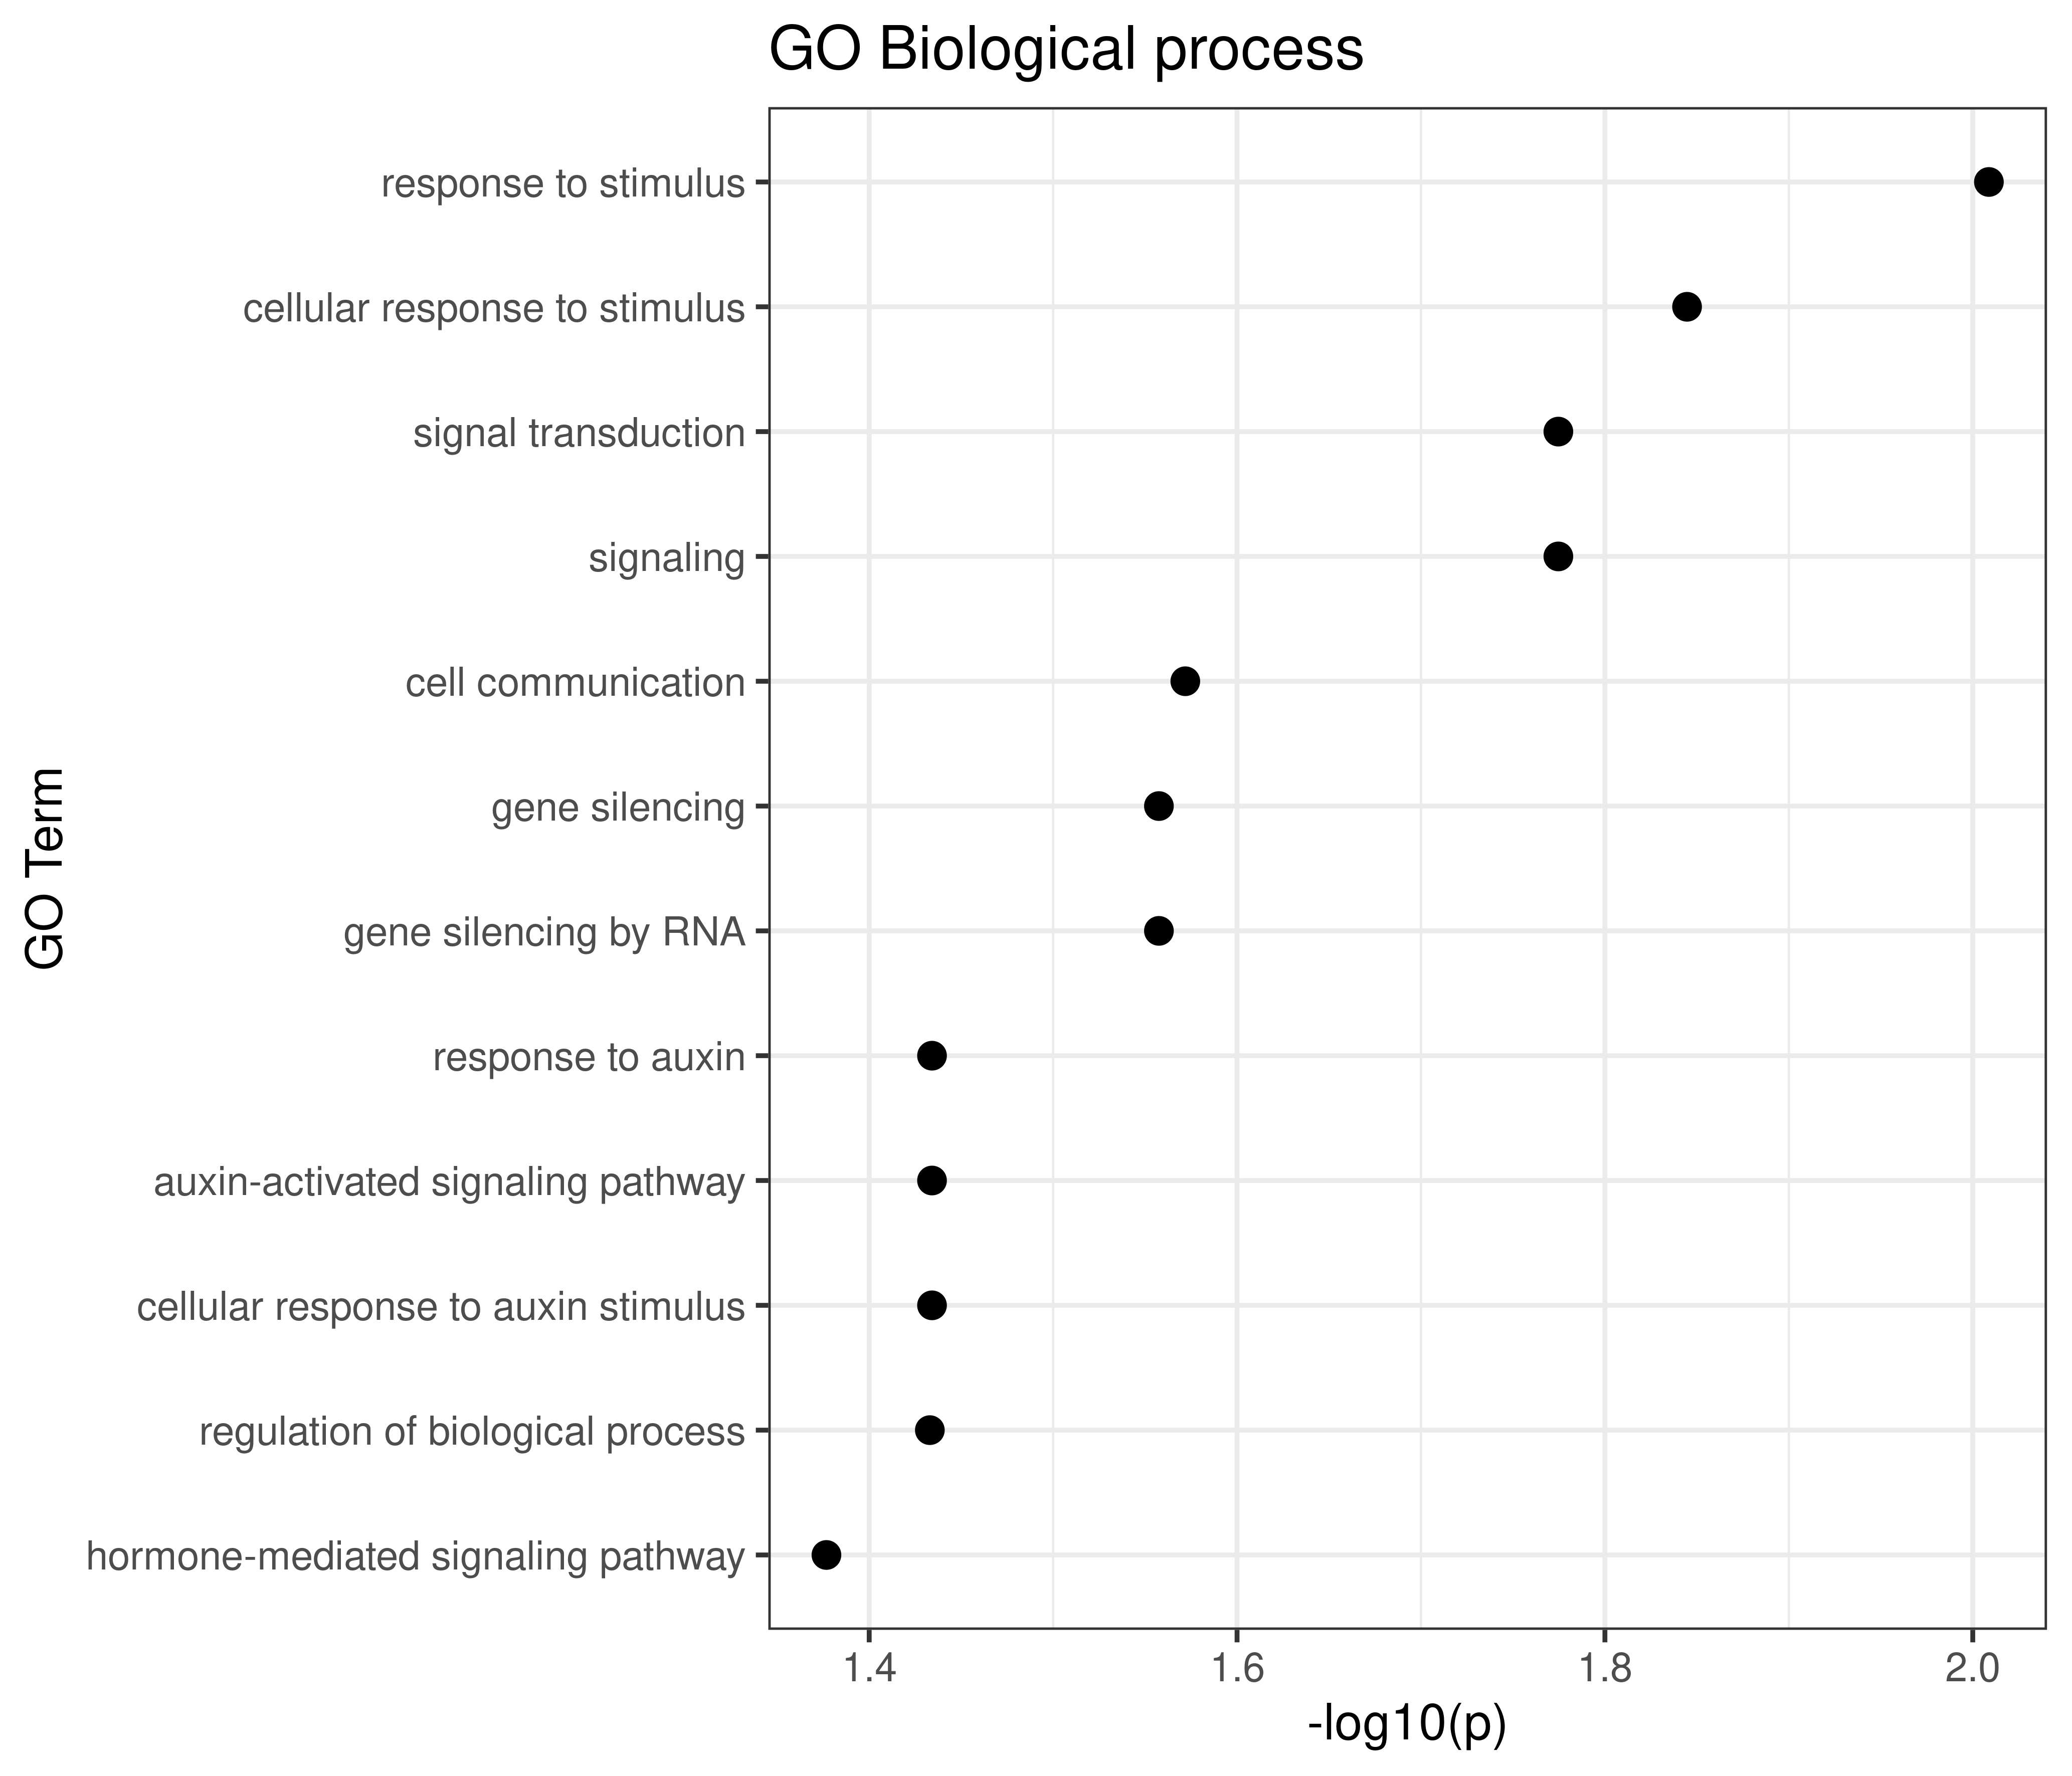 GO Biological process
response to stimulus
cellular response to stimulus
signal transduction
signaling
cell communication
gene silencing
gene silencing by RNA
response to auxin
auxin-activated signaling pathway
cellular response to auxin stimulus
regulation of biological process
hormone-mediated signaling pathway
GO Term
1.4 1.6 1.8 2.0
-log10(p)